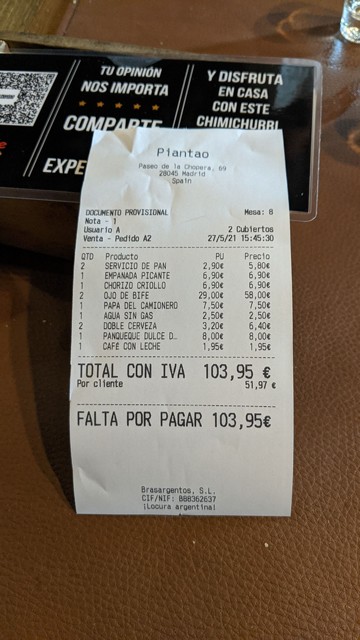 TU OPINIÓN
NOS IMPORTA
COMPARTE
EXPE
Y DISFRUTA
EN CASA
CON ESTE
CHIMICHURRI
Piantao
Paseo de la Chopera, 69
28045 Madrid
Spain
DOCUMENTO PROVISIONAL Mesa: 8
Nota - 1
Usuario A 2 Cubiertos
Venta - Pedido A2 27/5/21 15:45:30
QTD Producto PU Precio
2 SERVICIO DE PAN 2,90€ 5,80€
1 EMPANADA PICANTE 6,90€ 6,90€
1 CHORIZO CRIOLLO 6,90€ 6,90€
2 OJO DE BIFE 29,00€ 58,00€
1 PAPA DEL CAMIONERO 7,50€ 7,50€
1 AGUA SIN GAS 2,50€ 2,50€
2 DOBLE CERVEZA 3,20€ 6,40€
1 PANQUEQUE DULCE D.. 8,00€ 8,00€
1 CAFÉ CON LECHE 1,95€ 1,95€
TOTAL CON IVA 103,95 €
Por cliente 51,97 €
FALTA POR PAGAR 103,95€
Brasargentos, S.L.
CIF/NIF: B88362637
¡Locura argentina!